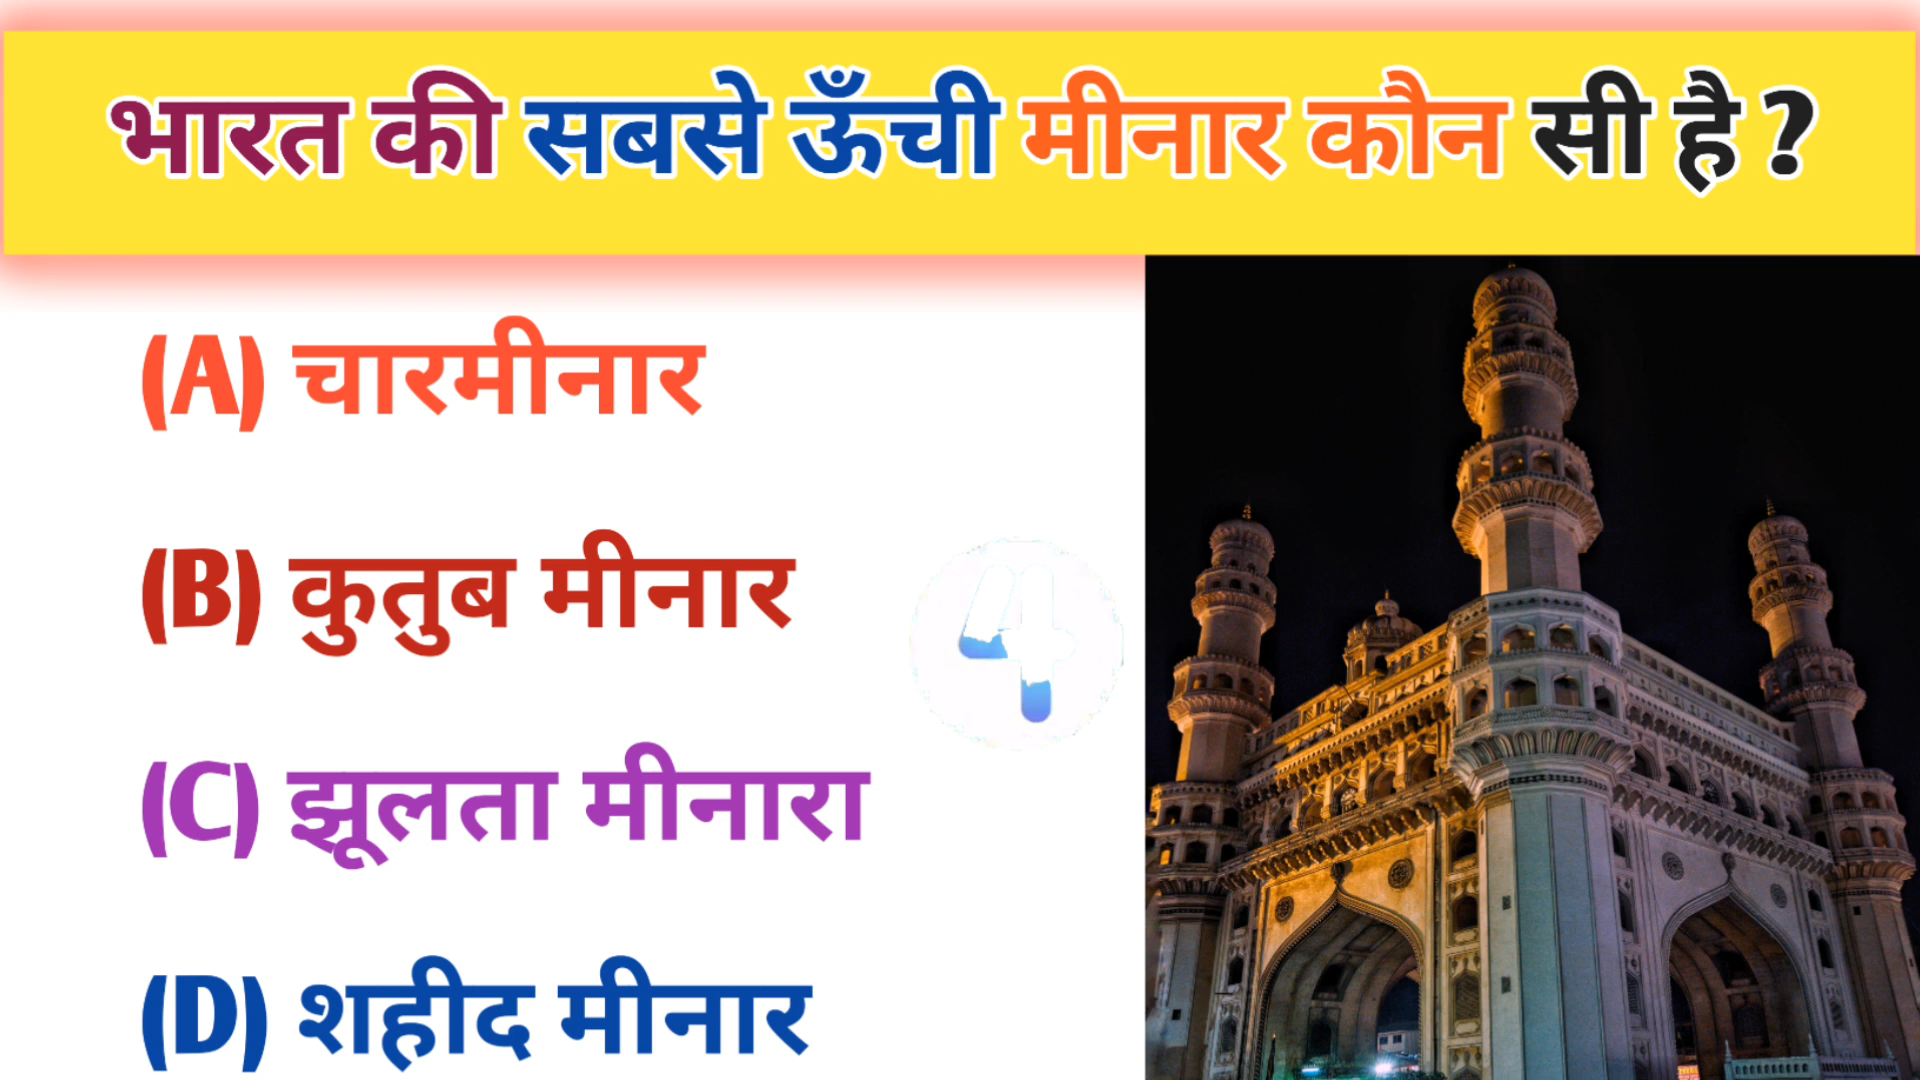 भारत की सबसे ऊँची मीनार कौन सी है ?
(A) चारमीनार
(B) कुतुब मीनार
4
(C) झूलता मीनारा
(D) शहीद मीनार